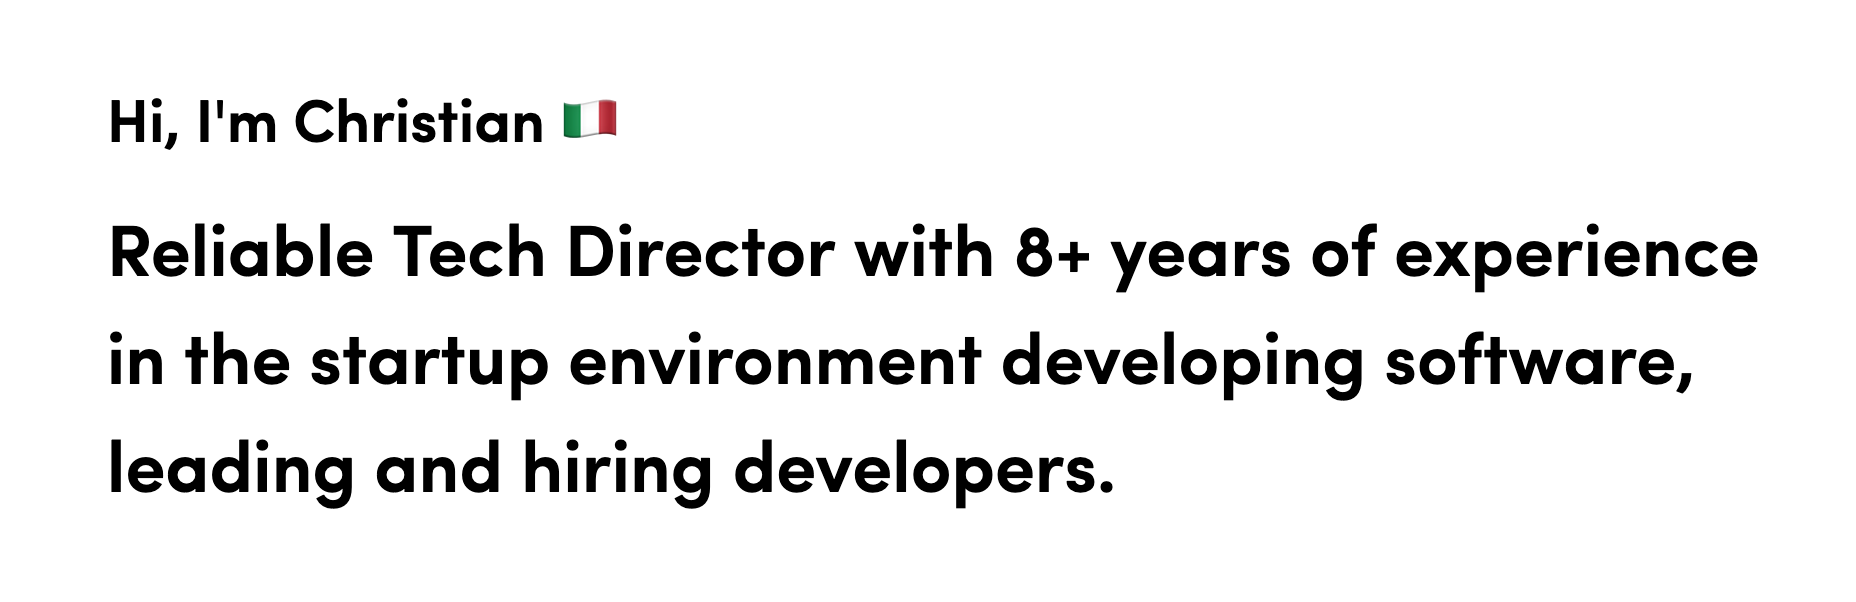 Hi, I'm Christian 🇮🇹
Reliable Tech Director with 8+ years of experience
in the startup environment developing software,
leading and hiring developers.